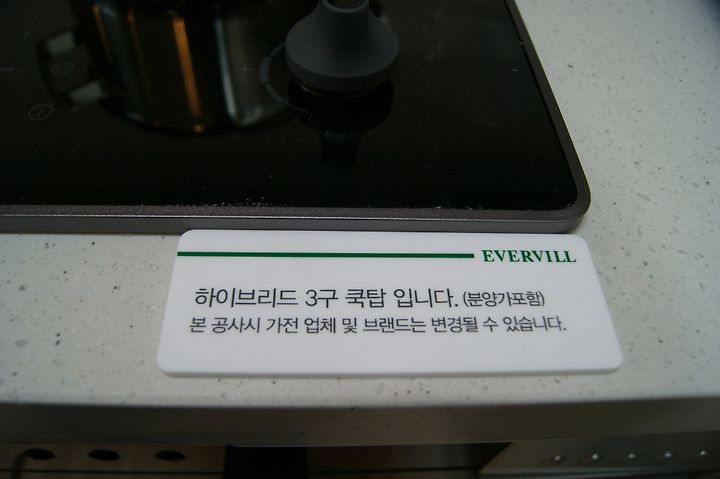 EVERVILL
하이브리드 3구 쿡탑 입니다. (분양가포함)
본 공사시 가전 업체 및 브랜드는 변경될 수 있습니다.